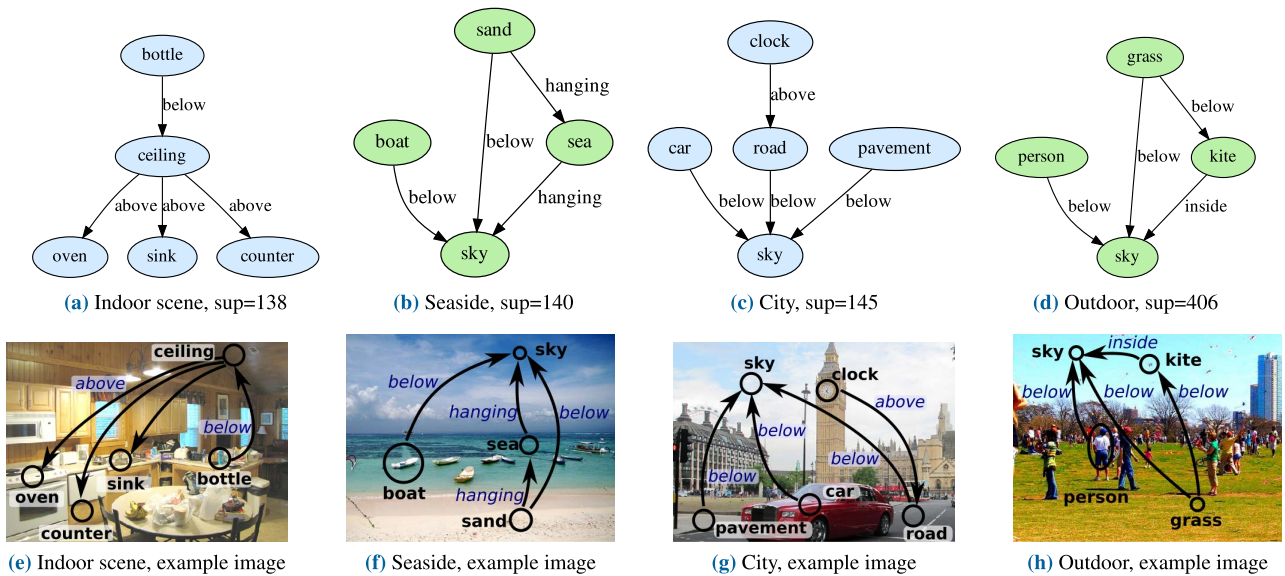 bottle
below
ceiling
above above above
oven sink counter
(a) Indoor scene, sup=138
sand
hanging
boat below sea
below hanging
sky
(b) Seaside, sup=140
clock
above
car road pavement
below below below
sky
(c) City, sup=145
grass
below
person below kite
below inside
sky
(d) Outdoor, sup=406
ceiling
above
below
oven sink bottle
counter
(e) Indoor scene, example image
sky
below
hanging below
sea
boat
hanging
sand
(f) Seaside, example image
sky clock
above
below
below below
car
pavement road
(g) City, example image
inside
sky kite
below below below
person
grass
(h) Outdoor, example image